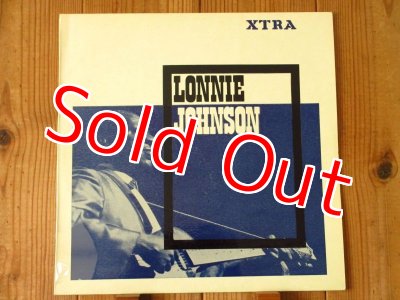 XTRA
LONNIE
JOHNSON
Sold Out